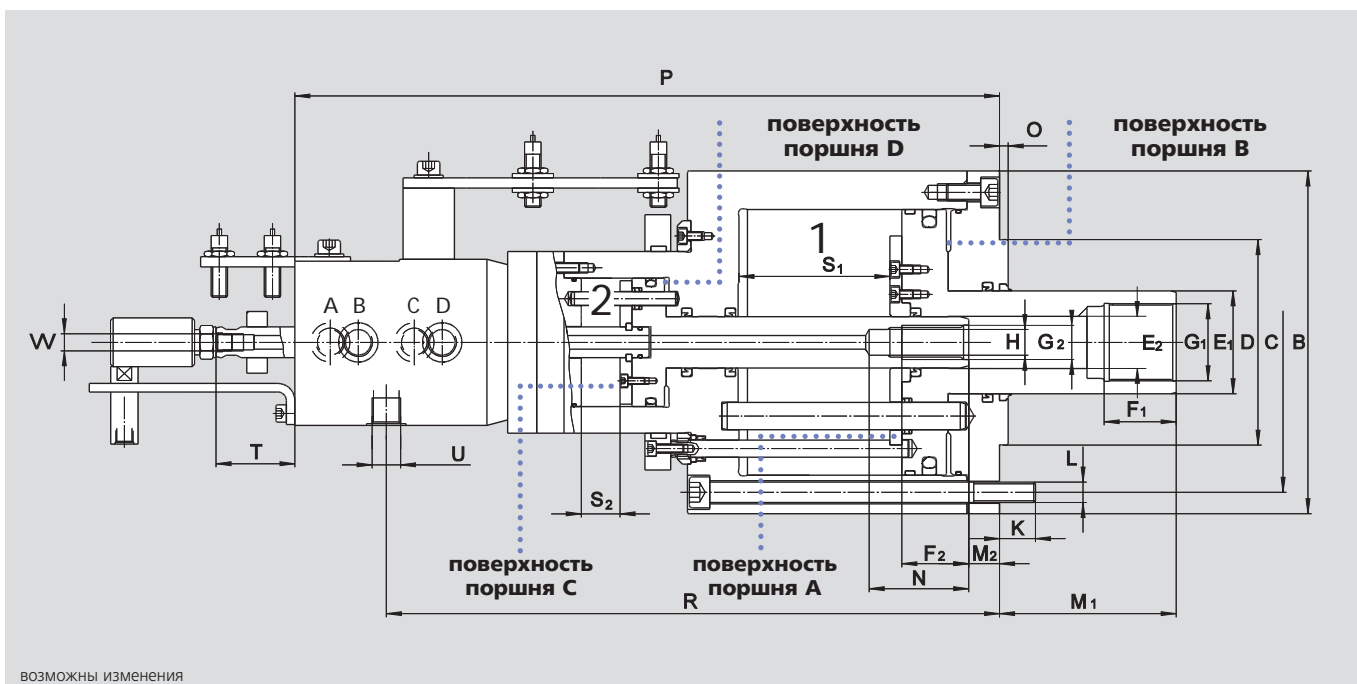 P
поверхность
поршня D
O
поверхность
поршня B
1
S₁
2
A B C D
W
H G₂ E₂ G₁ E₁ D C B
F₁
T
U
S₂
L
K
поверхность
поршня C
поверхность
поршня A
F₂ M₂
N
R
M₁
возможны изменения